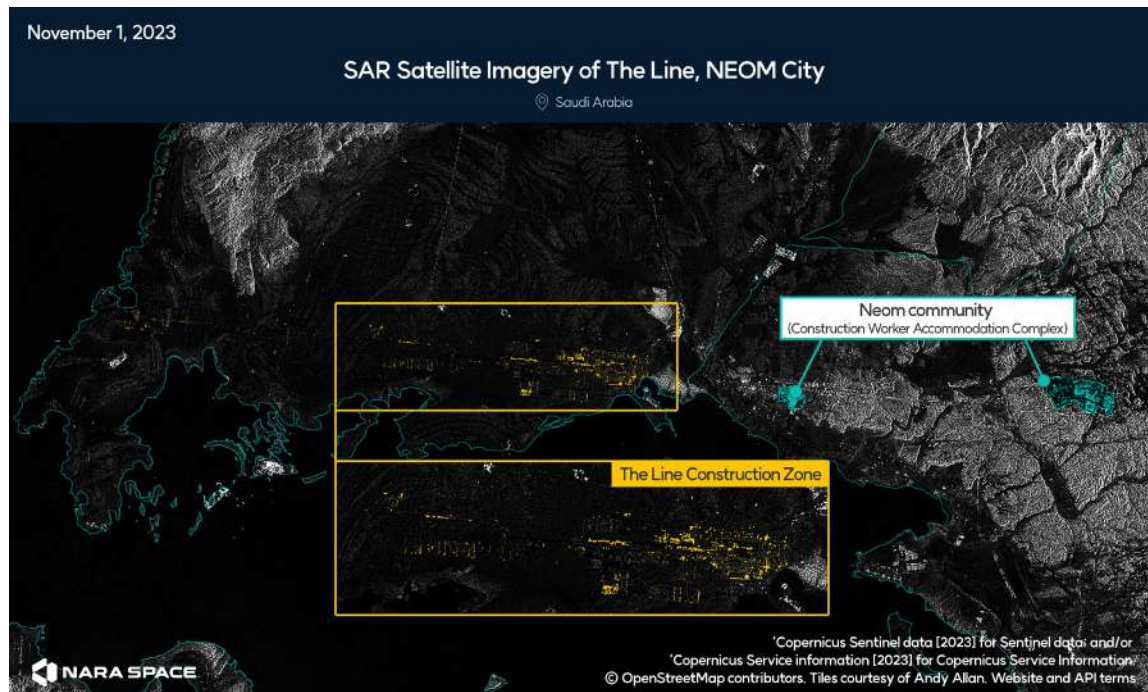 November 1, 2023
SAR Satellite Imagery of The Line, NEOM City
Saudi Arabia
Neom community
(Construction Worker Accommodation Complex)
The Line Construction Zone
'Copernicus Sentinel data [2023] for Sentinel data; and/or
'Copernicus Service information [2023] for Copernicus Service Information.'
© OpenStreetMap contributors. Tiles courtesy of Andy Allan. Website and API terms
NARA SPACE